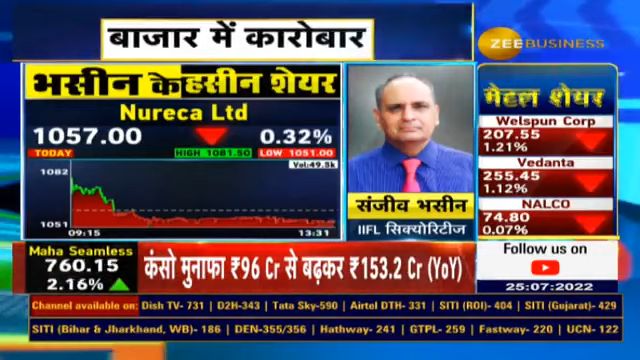 बाजार में कारोबार
ZEE BUSINESS
भसीन के हसीन शेयर
Nureca Ltd
1057.00 0.32%
TODAY HIGH 1081.50 LOW 1051.00
Vol:49.5k
1082
1051
09:15 13:31
संजीव भसीन
IIFL सिक्योरिटीज
मेटल शेयर
Welspun Corp
207.55
1.21%
Vedanta
255.45
1.12%
NALCO
74.80
0.07%
Maha Seamless
760.15
2.16%
कंसो मुनाफा ₹96 Cr से बढ़कर ₹153.2 Cr (YoY)
Follow us on
25:07:2022
Channel available on: Dish TV- 731 | D2H-343 | Tata Sky-590 | Airtel DTH- 331 | SITI (ROI)- 404 | SITI (Gujarat)- 429
SITI (Bihar & Jharkhand, WB)- 186 | DEN-355/356 | Hathway- 241 | GTPL- 259 | Fastway- 220 | UCN- 122